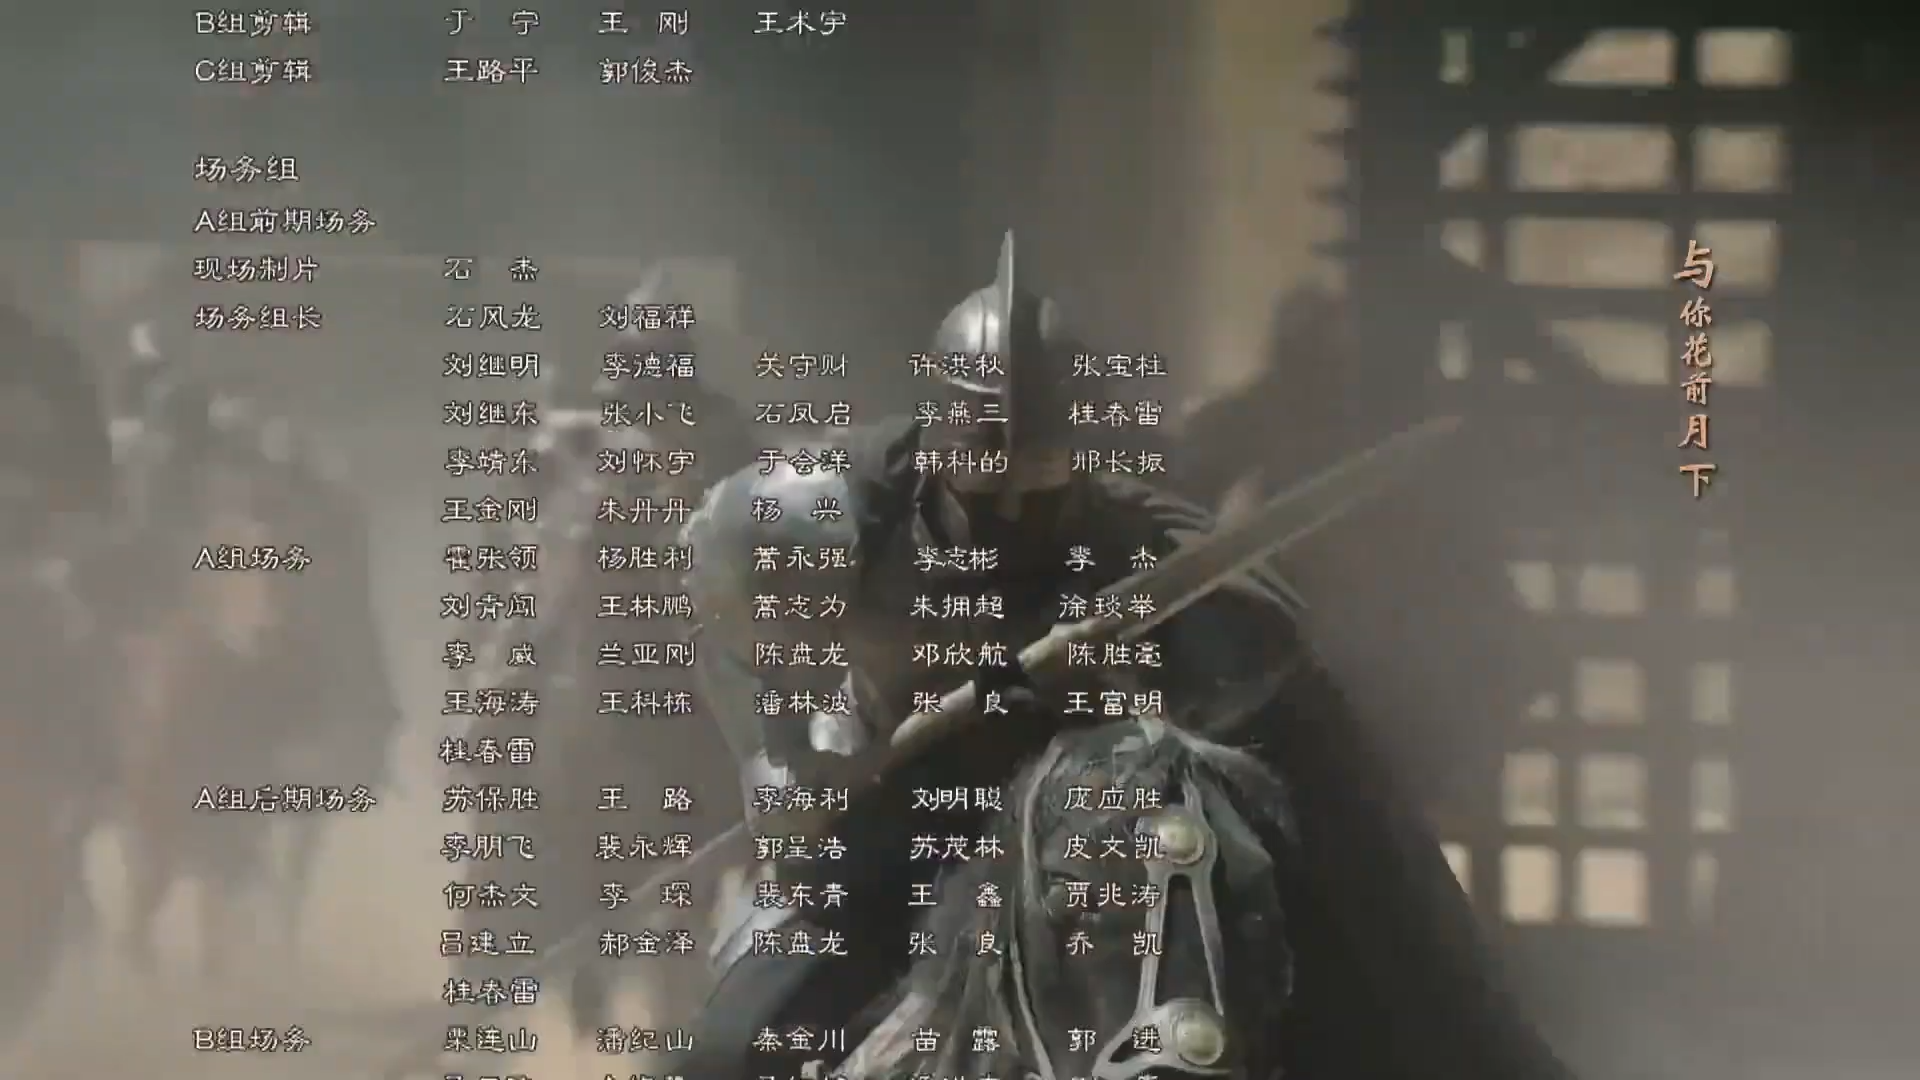 B组剪辑 于 宁 王 刚 王术宇
C组剪辑 王路平 郭俊杰
场务组
A组前期场务
现场制片 石 杰
场务组长 石风龙 刘福祥
刘继明 李德福 关守财 许洪秋 张宝柱
刘继东 张小飞 石凤启 李燕三 桂春雷
李靖东 刘怀宇 于会洋 韩科的 邴长振
王金刚 朱丹丹 杨 兴
A组场务 霍张领 杨胜利 蒿永强 李志彬 李 杰
刘青闯 王林鹏 蒿志为 朱拥超 徐琰举
李 威 兰亚刚 陈盘龙 邓欣航 陈胜亮
王海涛 王科栋 潘林波 张 良 王富明
桂春雷
A组后期场务 苏保胜 王 路 李海利 刘明聪 庞应胜
李朋飞 裴永辉 郭呈浩 苏茂林 皮文凯
何杰文 李 琛 裴东青 王 鑫 贾兆涛
吕建立 郝金泽 陈盘龙 张 良 乔 凯
桂春雷
B组场务 栗连山 潘纪山 秦金川 苗 露 郭 进
与你花前月下